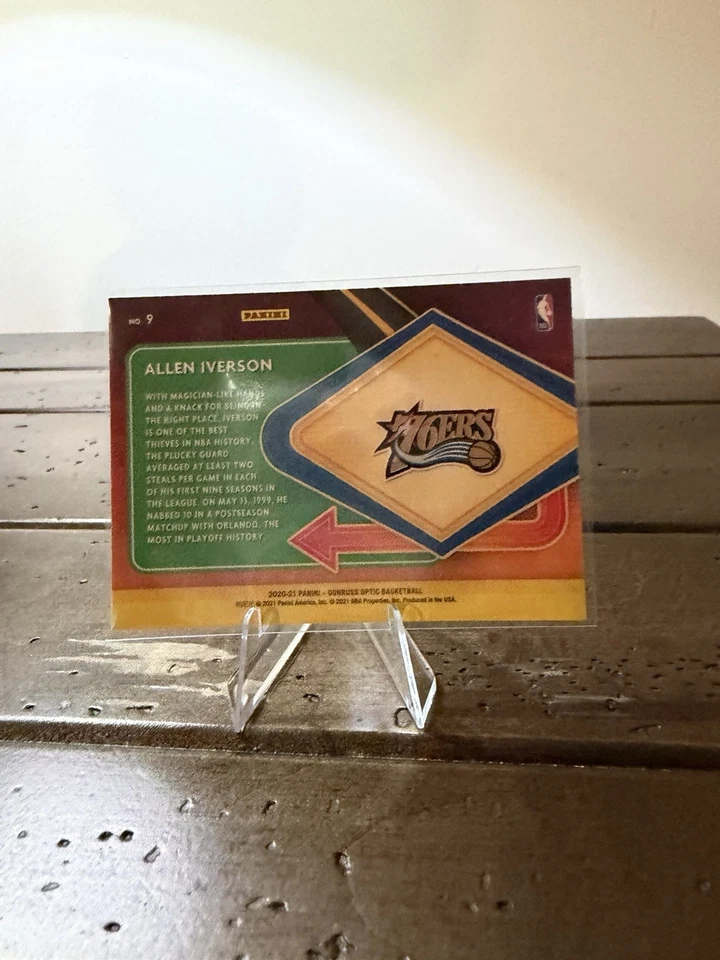 NO. 9
PANINI
ALLEN IVERSON
WITH MAGICIAN-LIKE HANDS
AND A KNACK FOR BEING IN
THE RIGHT PLACE, IVERSON
IS ONE OF THE BEST
THIEVES IN NBA HISTORY.
THE PLUCKY GUARD
AVERAGED AT LEAST TWO
STEALS PER GAME IN EACH
OF HIS FIRST NINE SEASONS IN
THE LEAGUE. ON MAY 13, 1999, HE
NABBED 10 IN A POSTSEASON
MATCHUP WITH ORLANDO, THE
MOST IN PLAYOFF HISTORY.
76ERS
2020-21 PANINI - DONRUSS OPTIC BASKETBALL
© 2021 Panini America, Inc. © 2021 NBA Properties, Inc. Produced in the USA.